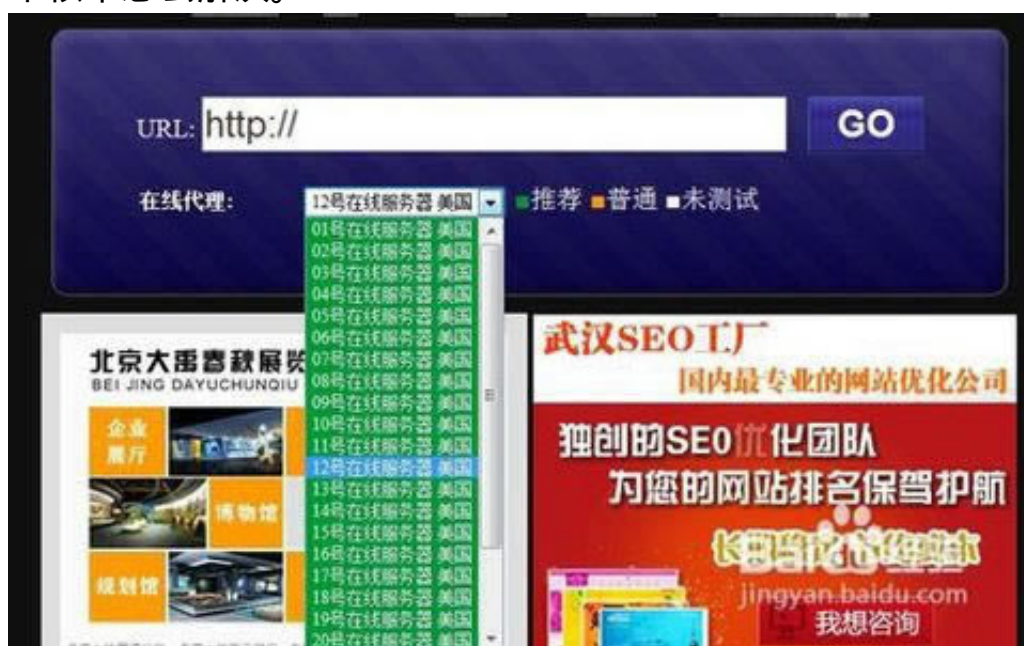 URL: http:// GO
在线代理: 12号在线服务器 美国 推荐 普通 未测试
01号在线服务器 美国
02号在线服务器 美国
03号在线服务器 美国
04号在线服务器 美国
05号在线服务器 美国
06号在线服务器 美国
07号在线服务器 美国
08号在线服务器 美国
09号在线服务器 美国
10号在线服务器 美国
11号在线服务器 美国
12号在线服务器 美国
13号在线服务器 美国
14号在线服务器 美国
15号在线服务器 美国
16号在线服务器 美国
17号在线服务器 美国
18号在线服务器 美国
19号在线服务器 美国
20号在线服务器 美国
北京大禹春秋展览
BEI JING DAYUCHUNQIU
企业
展厅
博物馆
规划馆
武汉SEO工厂
国内最专业的网站优化公司
独创的SEO优化团队
为您的网站排名保驾护航
Baidu 经验
jingyan.baidu.com
我想咨询